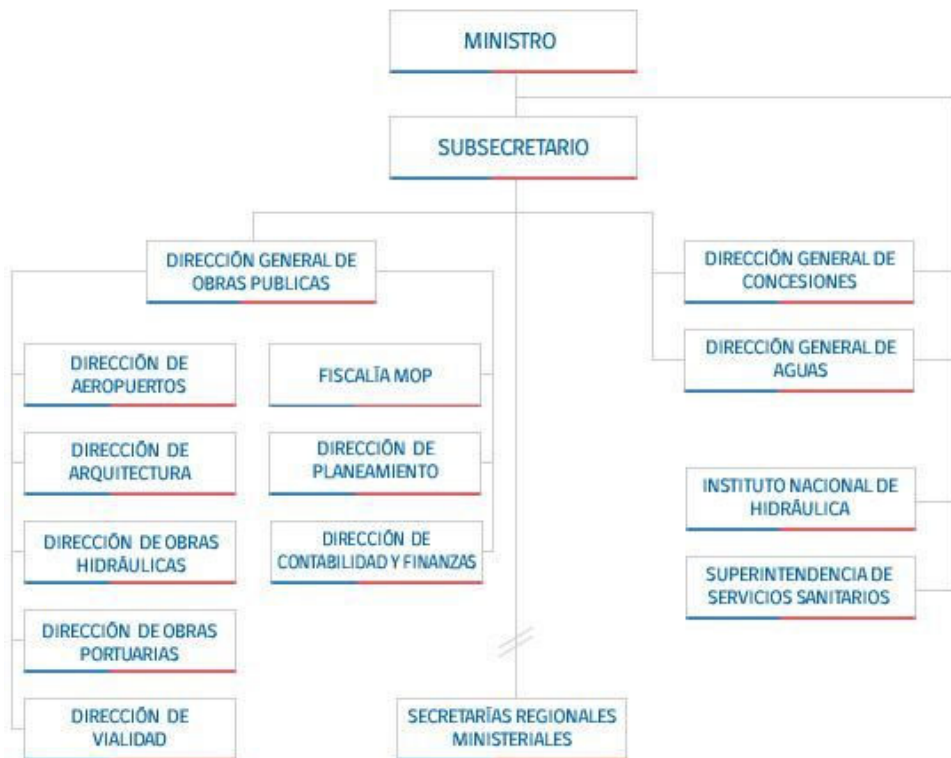 MINISTRO
SUBSECRETARIO
DIRECCIÓN GENERAL DE
OBRAS PUBLICAS
DIRECCIÓN GENERAL DE
CONCESIONES
DIRECCIÓN GENERAL DE
AGUAS
DIRECCIÓN DE
AEROPUERTOS
FISCALÍA MOP
DIRECCIÓN DE
ARQUITECTURA
DIRECCIÓN DE
PLANEAMIENTO
DIRECCIÓN DE OBRAS
HIDRÁULICAS
DIRECCIÓN DE
CONTABILIDAD Y FINANZAS
INSTITUTO NACIONAL DE
HIDRÁULICA
SUPERINTENDENCIA DE
SERVICIOS SANITARIOS
DIRECCIÓN DE OBRAS
PORTUARIAS
DIRECCIÓN DE
VIALIDAD
SECRETARÍAS REGIONALES
MINISTERIALES